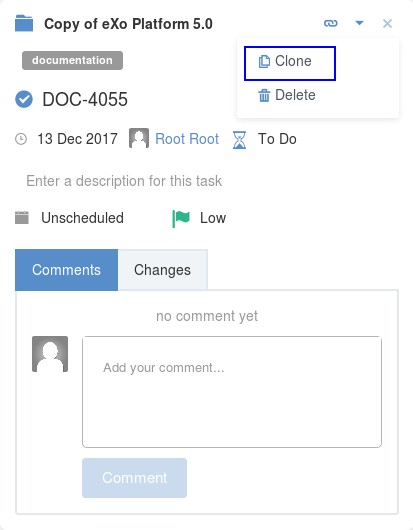 Copy of eXo Platform 5.0
documentation
Clone
Delete
DOC-4055
13 Dec 2017 Root Root To Do
Enter a description for this task
Unscheduled Low
Comments Changes
no comment yet
Add your comment...
Comment